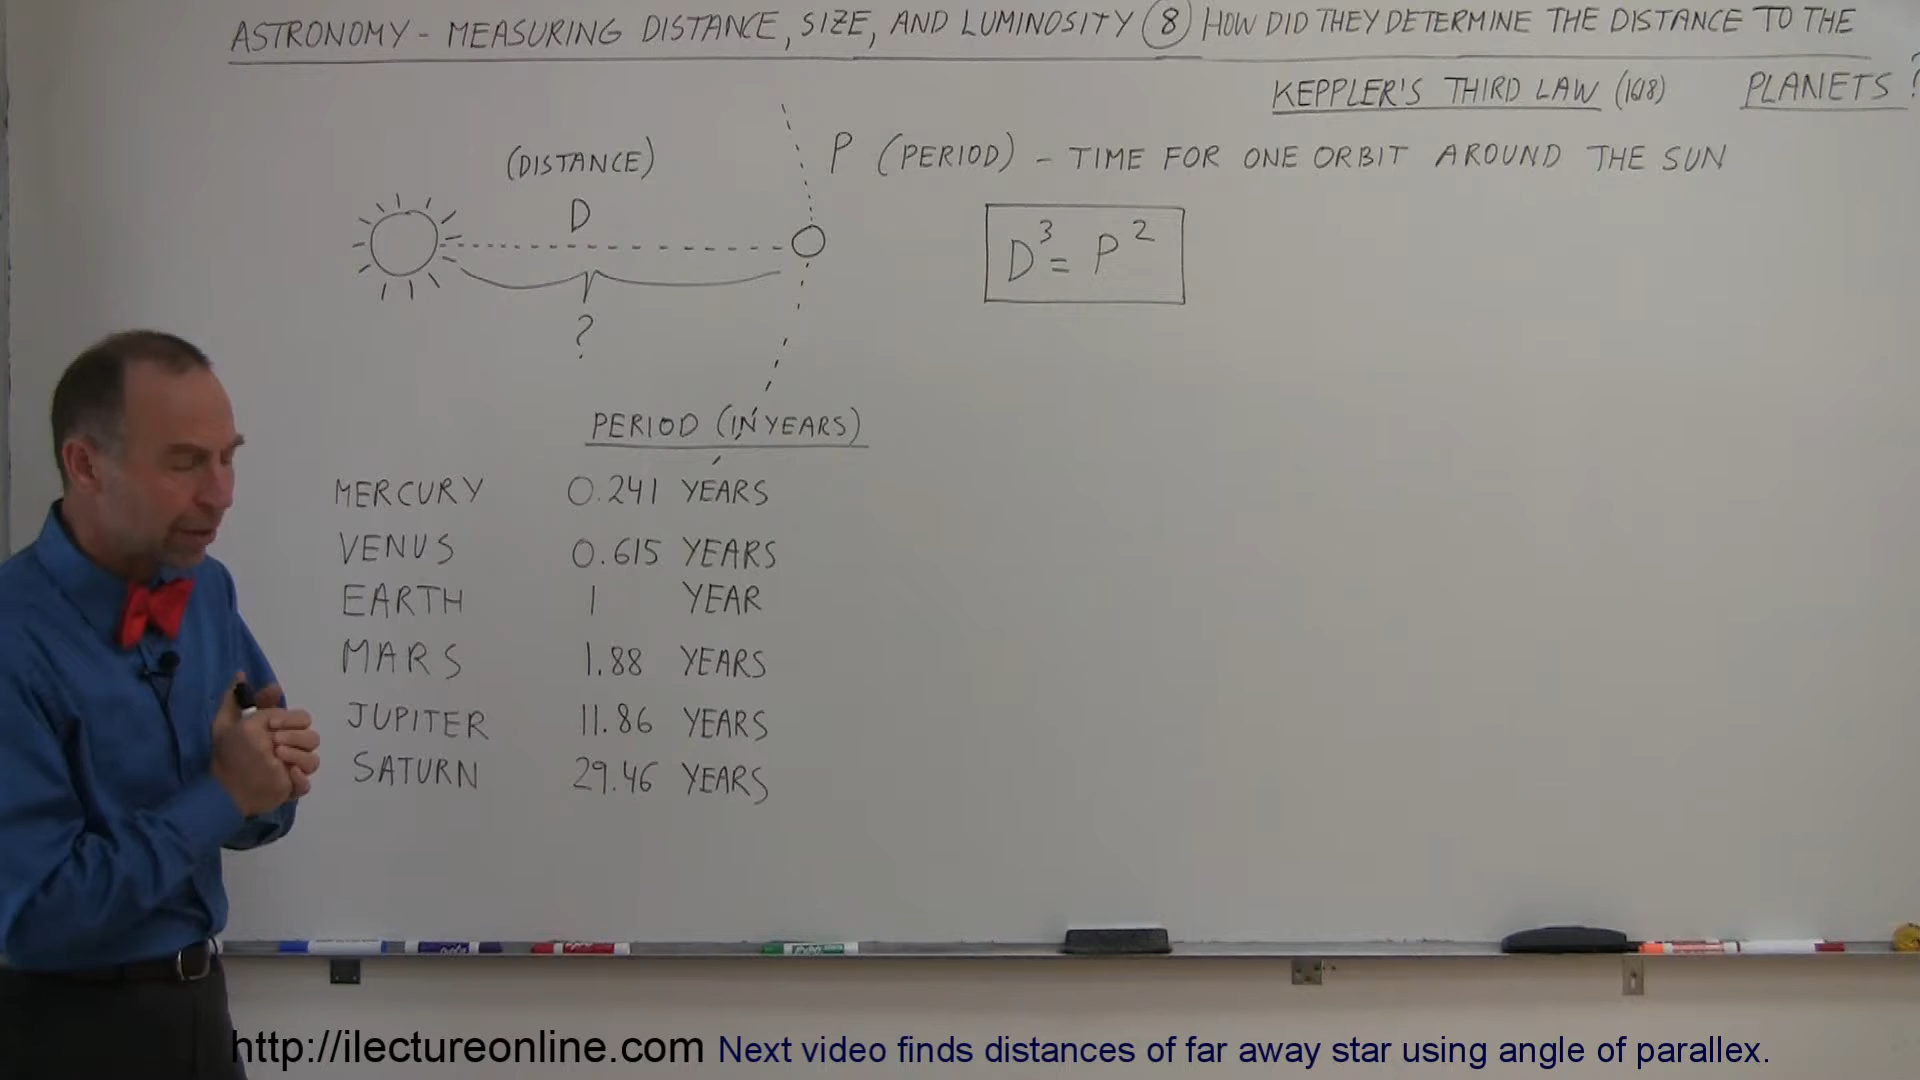 ASTRONOMY - MEASURING DISTANCE, SIZE, AND LUMINOSITY 8 HOW DID THEY DETERMINE THE DISTANCE TO THE
PLANETS ?
KEPPLER'S THIRD LAW (1618)
(DISTANCE)
D
?
P (PERIOD) - TIME FOR ONE ORBIT AROUND THE SUN
D³ = P²
PERIOD (IN YEARS)
MERCURY 0.241 YEARS
VENUS 0.615 YEARS
EARTH 1 YEAR
MARS 1.88 YEARS
JUPITER 11.86 YEARS
SATURN 29.46 YEARS
http://ilectureonline.com Next video finds distances of far away star using angle of parallex.